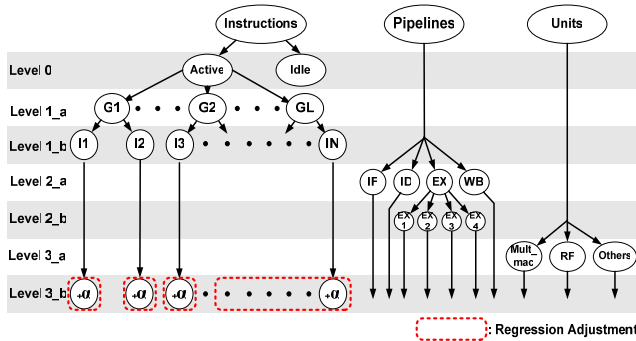 Instructions Pipelines Units
Level 0 Active Idle
Level 1_a G1 G2 GL
Level 1_b I1 I2 I3 IN
Level 2_a IF ID EX WB
Level 2_b EX 1 EX 2 EX 3 EX 4
Level 3_a Mult_mac RF Others
Level 3_b +α +α +α +α
: Regression Adjustment